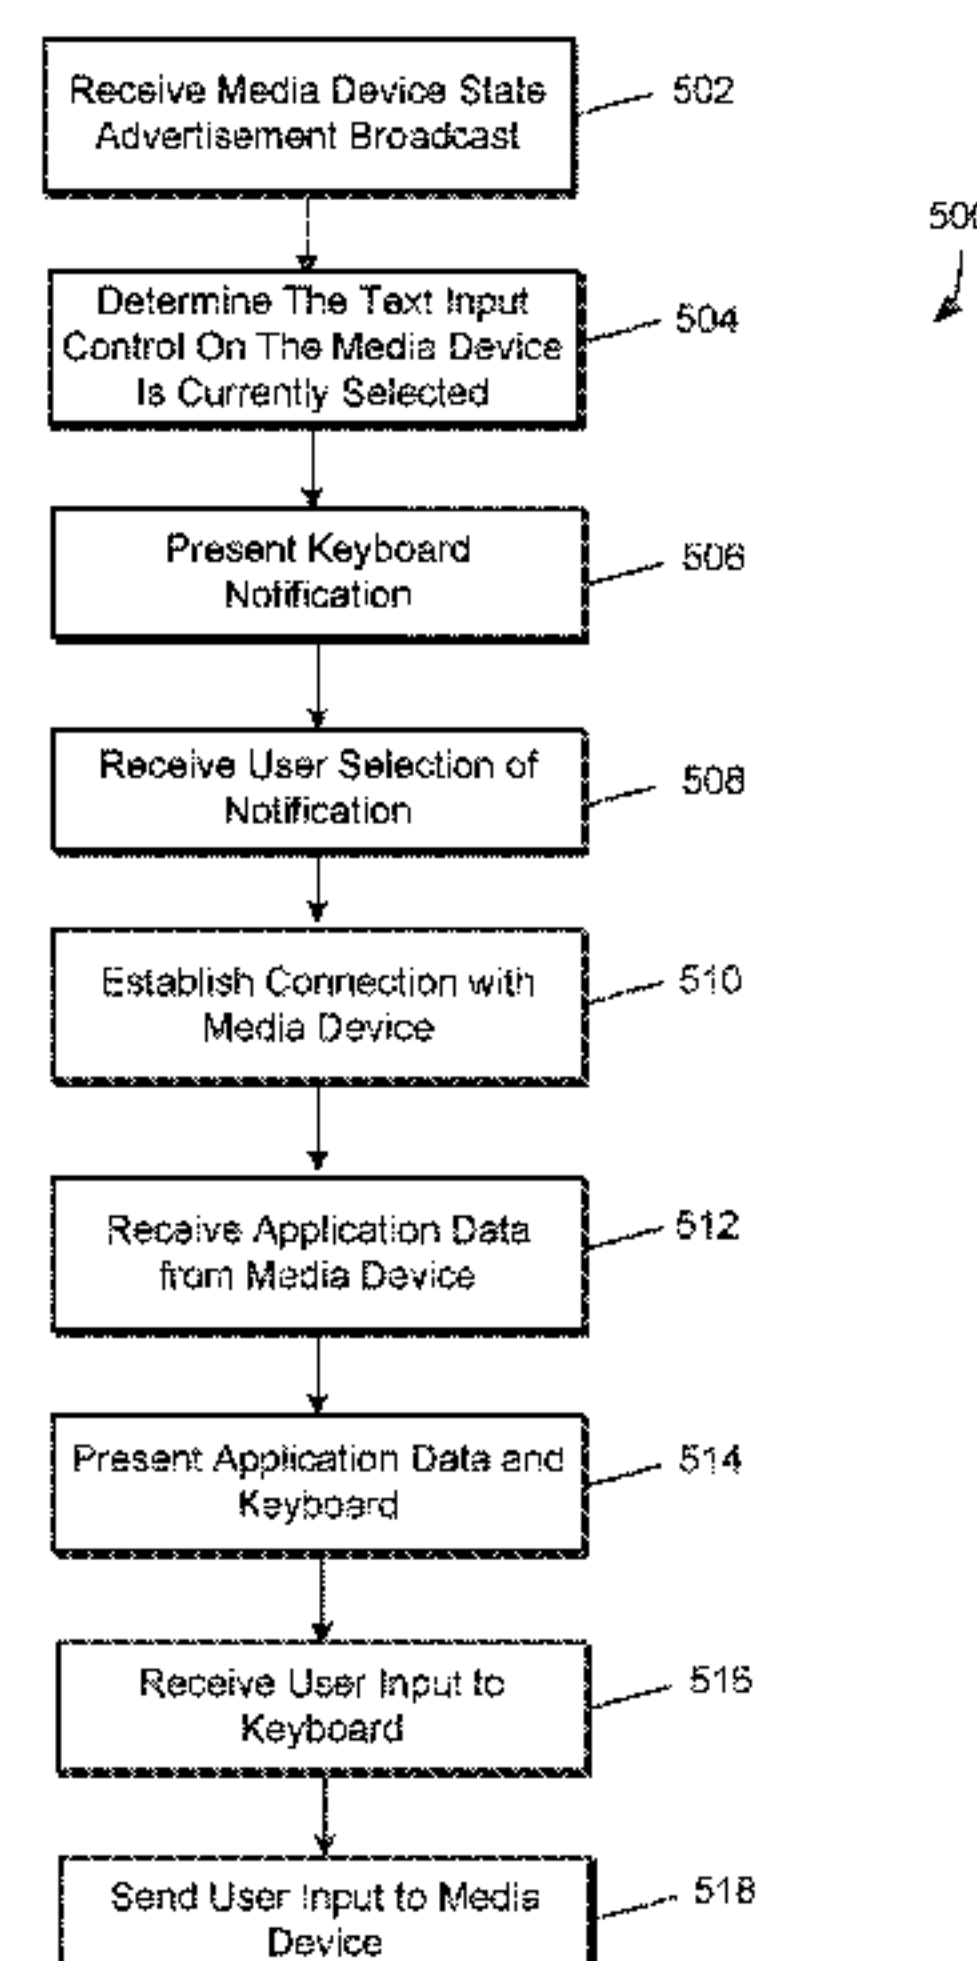 Receive Media Device State
Advertisement Broadcast
502
500
Determine The Text Input
Control On The Media Device
Is Currently Selected
504
Present Keyboard
Notification
506
Receive User Selection of
Notification
508
Establish Connection with
Media Device
510
Receive Application Data
from Media Device
512
Present Application Data and
Keyboard
514
Receive User Input to
Keyboard
516
Send User Input to Media
Device
518